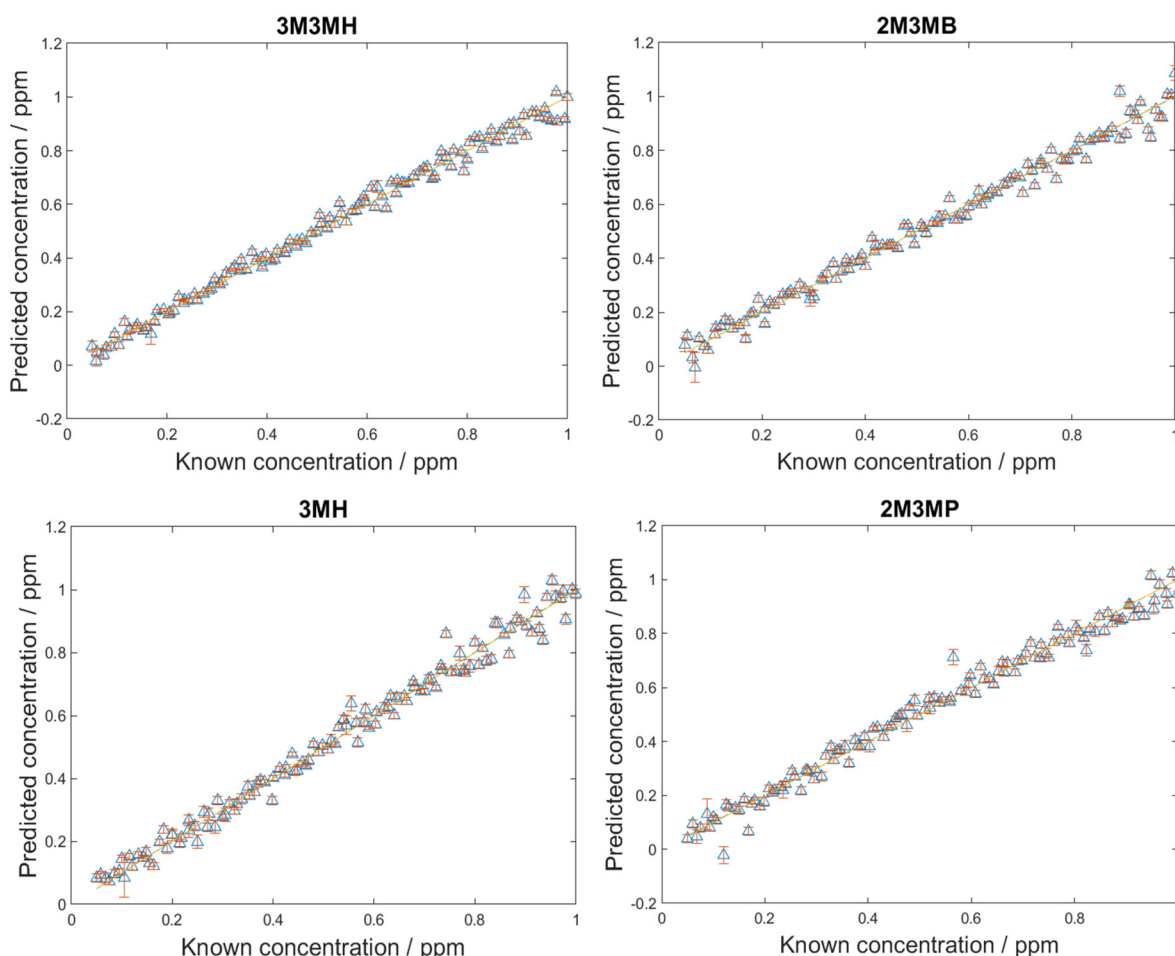 3M3MH
1.2
1
0.8
0.6
0.4
0.2
0
-0.2
Predicted concentration / ppm
0 0.2 0.4 0.6 0.8 1
Known concentration / ppm
2M3MB
1.2
1
0.8
0.6
0.4
0.2
0
-0.2
Predicted concentration / ppm
0 0.2 0.4 0.6 0.8 1
Known concentration / ppm
3MH
1.2
1
0.8
0.6
0.4
0.2
0
Predicted concentration / ppm
0 0.2 0.4 0.6 0.8 1
Known concentration / ppm
2M3MP
1.2
1
0.8
0.6
0.4
0.2
0
-0.2
Predicted concentration / ppm
0 0.2 0.4 0.6 0.8
Known concentration / ppm